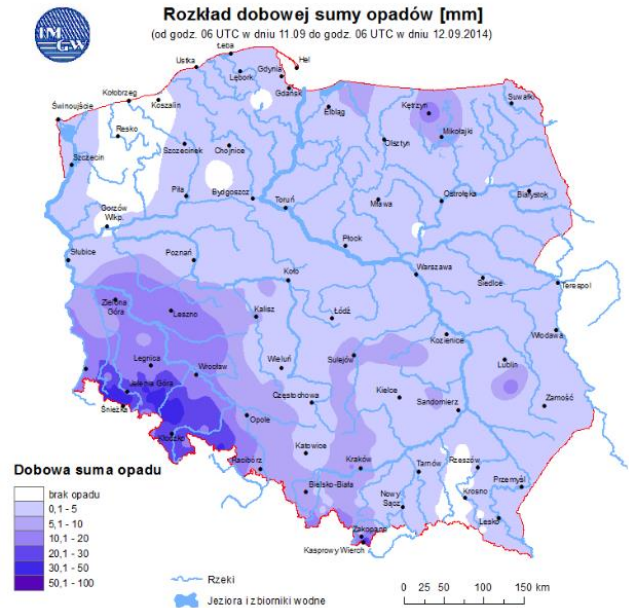 IM
GW
Rozkład dobowej sumy opadów [mm]
(od godz. 06 UTC w dniu 11.09 do godz. 06 UTC w dniu 12.09.2014)
Łeba
Hel
Ustka
Gdynia
Lębork
Gdańsk
Kołobrzeg
Koszalin
Suwałki
Świnoujście
Elbląg
Kętrzyn
Resko
Mikołajki
Olsztyn
Szczecinek
Chojnice
Szczecin
Piła
Bydgoszcz
Ostrołęka
Białystok
Toruń
Mława
Gorzów
Wlkp.
Płock
Słubice
Poznań
Warszawa
Koło
Siedlce
Terespol
Zielona
Góra
Leszno
Kalisz
Łódź
Włodawa
Kozienice
Legnica
Wrocław
Wieluń
Sulejów
Lublin
Jelenia Góra
Śnieżka
Częstochowa
Kielce
Sandomierz
Zamość
Opole
Kłodzko
Racibórz
Katowice
Kraków
Tarnów
Rzeszów
Przemyśl
Bielsko-Biała
Nowy
Sącz
Krosno
Lesko
Zakopane
Kasprowy Wierch
Dobowa suma opadu
brak opadu
0,1 - 5
5,1 - 10
10,1 - 20
20,1 - 30
30,1 - 50
50,1 - 100
Rzeki
Jeziora i zbiorniki wodne
0 25 50 100 150 km